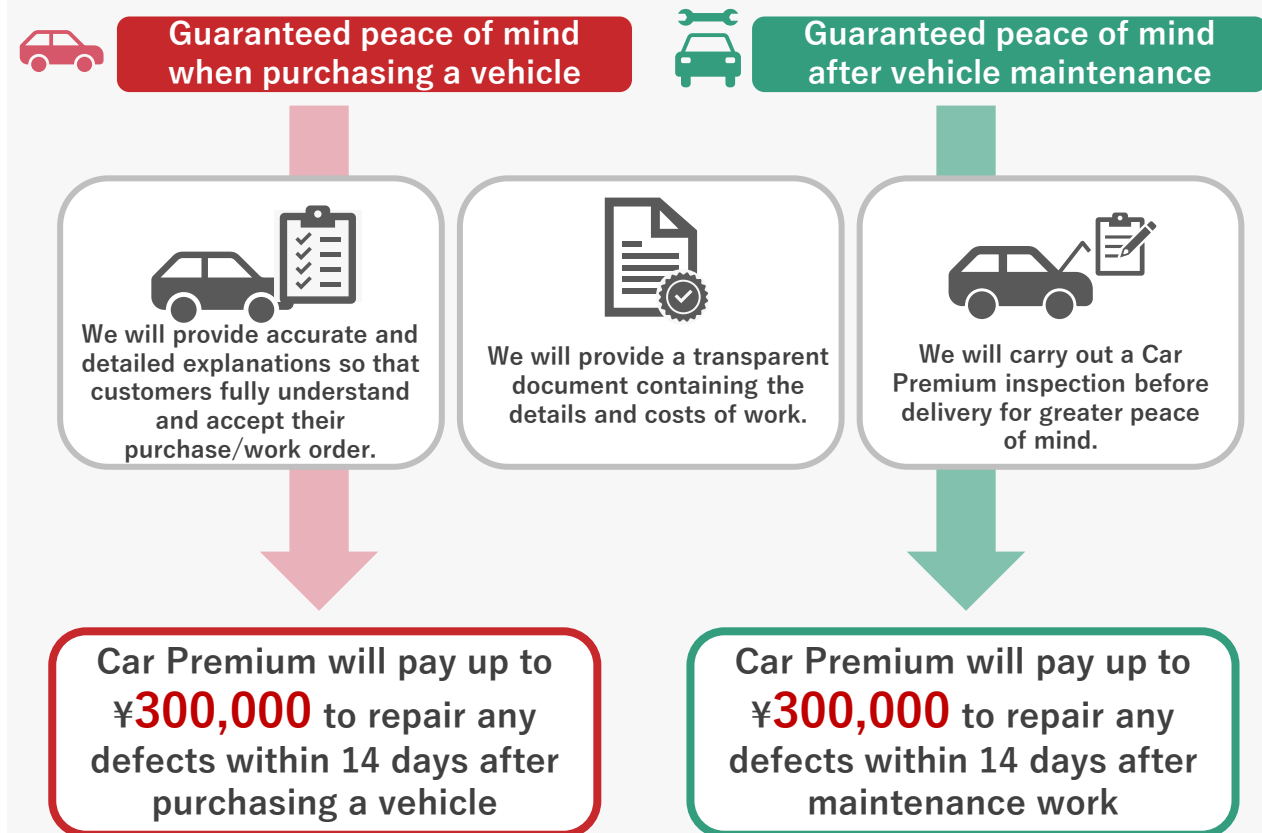 Guaranteed peace of mind
when purchasing a vehicle
Guaranteed peace of mind
after vehicle maintenance
We will provide accurate and
detailed explanations so that
customers fully understand
and accept their
purchase/work order.
We will provide a transparent
document containing the
details and costs of work.
We will carry out a Car
Premium inspection before
delivery for greater peace
of mind.
Car Premium will pay up to
¥300,000 to repair any
defects within 14 days after
purchasing a vehicle
Car Premium will pay up to
¥300,000 to repair any
defects within 14 days after
maintenance work